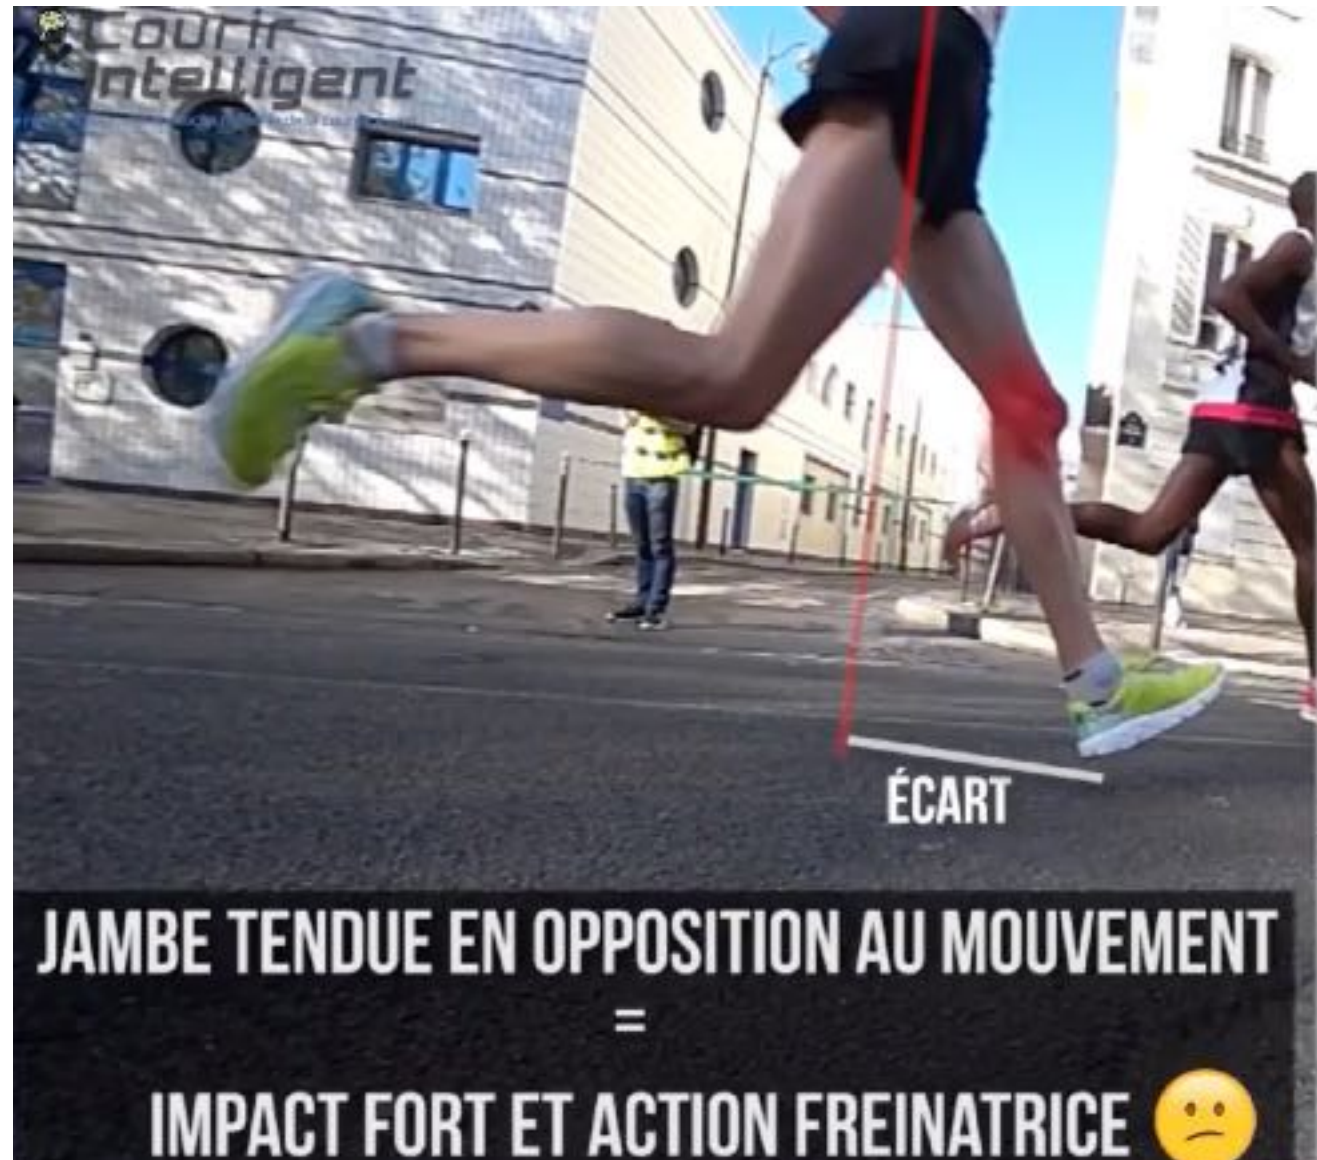 Courir
Intelligent
ÉCART
JAMBE TENDUE EN OPPOSITION AU MOUVEMENT
=
IMPACT FORT ET ACTION FREINATRICE